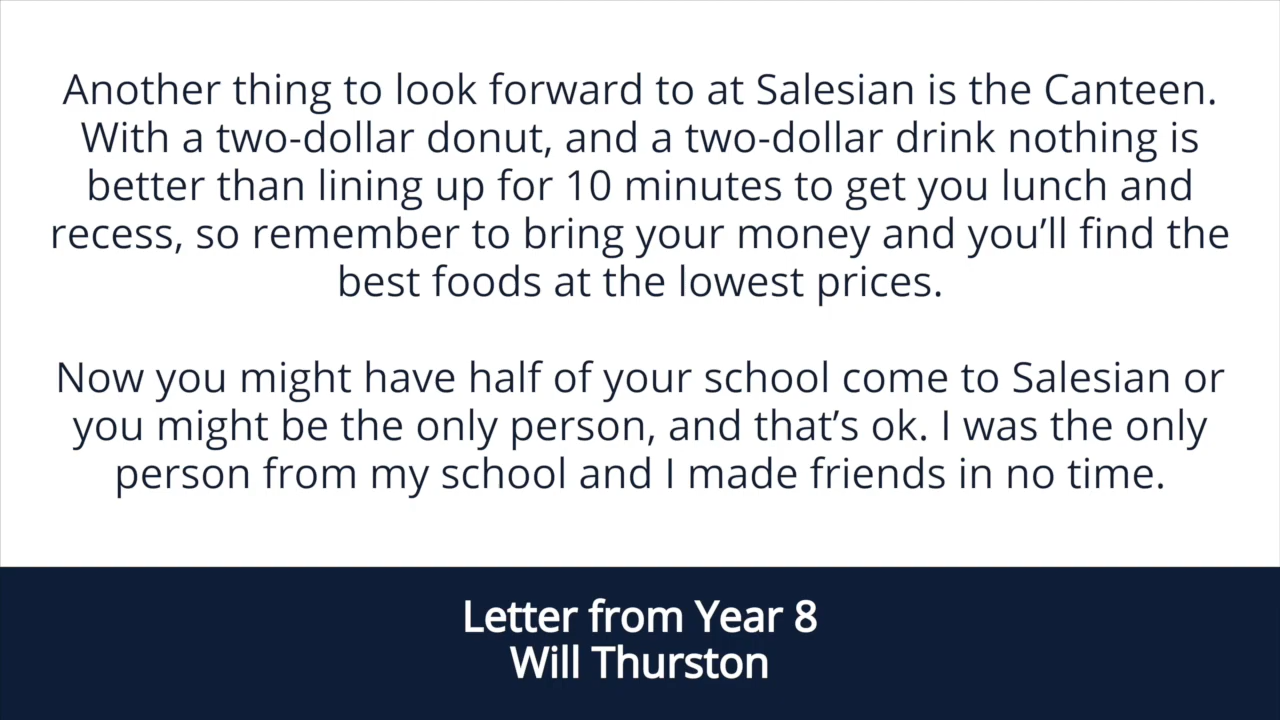 Another thing to look forward to at Salesian is the Canteen.
With a two-dollar donut, and a two-dollar drink nothing is
better than lining up for 10 minutes to get you lunch and
recess, so remember to bring your money and you’ll find the
best foods at the lowest prices.
Now you might have half of your school come to Salesian or
you might be the only person, and that’s ok. I was the only
person from my school and I made friends in no time.
Letter from Year 8
Will Thurston